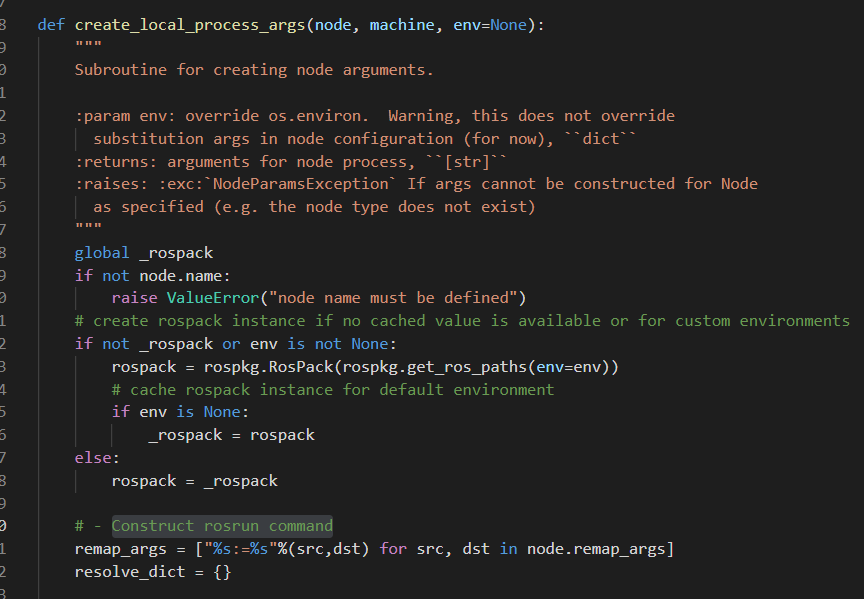 8 def create_local_process_args(node, machine, env=None):
9 """
0 Subroutine for creating node arguments.
1
2 :param env: override os.environ.  Warning, this does not override
3 substitution args in node configuration (for now), ``dict``
4 :returns: arguments for node process, ``[str]``
5 :raises: :exc:`NodeParamsException` If args cannot be constructed for Node
6 as specified (e.g. the node type does not exist)
7 """
8 global _rospack
9 if not node.name:
0 raise ValueError("node name must be defined")
1 # create rospack instance if no cached value is available or for custom environments
2 if not _rospack or env is not None:
3 rospack = rospkg.RosPack(rospkg.get_ros_paths(env=env))
4 # cache rospack instance for default environment
5 if env is None:
6 _rospack = rospack
7 else:
8 rospack = _rospack
9
0 # - Construct rosrun command
1 remap_args = ["%s:=%s"%(src,dst) for src, dst in node.remap_args]
2 resolve_dict = {}